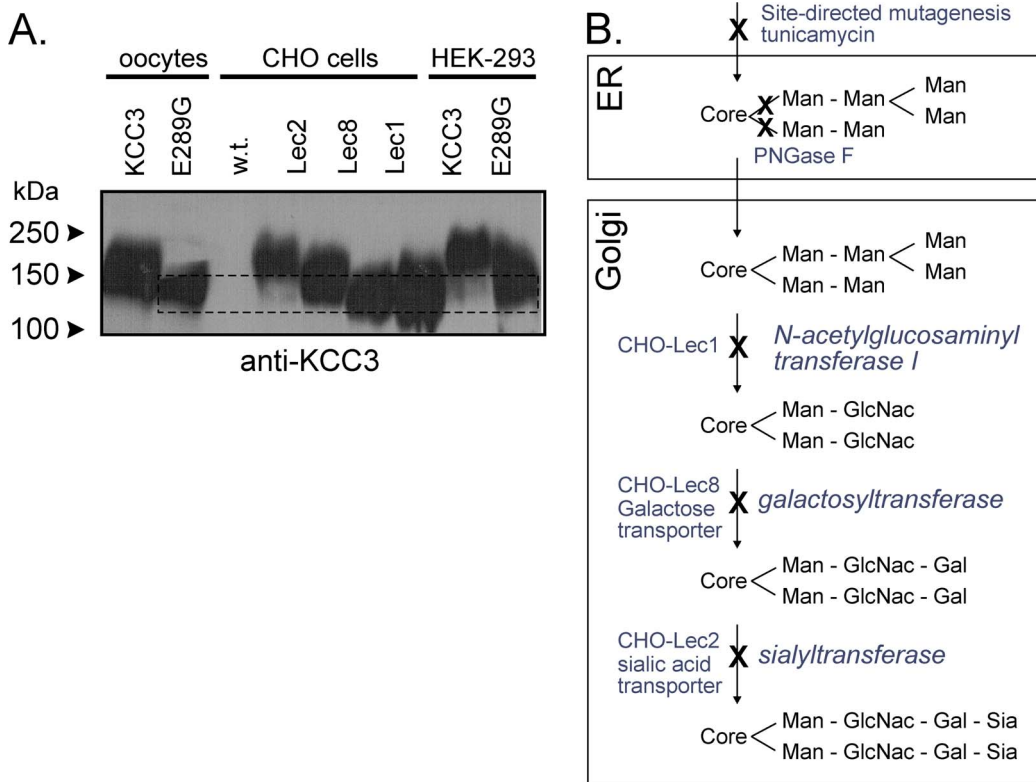 A.
oocytes CHO cells HEK-293
KCC3 E289G w.t. Lec2 Lec8 Lec1 KCC3 E289G
kDa
250
150
100
anti-KCC3
B.
Site-directed mutagenesis
tunicamycin
X
ER
Core Man - Man Man
Man
Man - Man
X
X
PNGase F
Golgi
Core Man - Man Man
Man
Man - Man
CHO-Lec1 X N-acetylglucosaminyl
transferase I
Core Man - GlcNac
Man - GlcNac
CHO-Lec8
Galactose
transporter
X galactosyltransferase
Core Man - GlcNac - Gal
Man - GlcNac - Gal
CHO-Lec2
sialic acid
transporter
X sialyltransferase
Core Man - GlcNac - Gal - Sia
Man - GlcNac - Gal - Sia